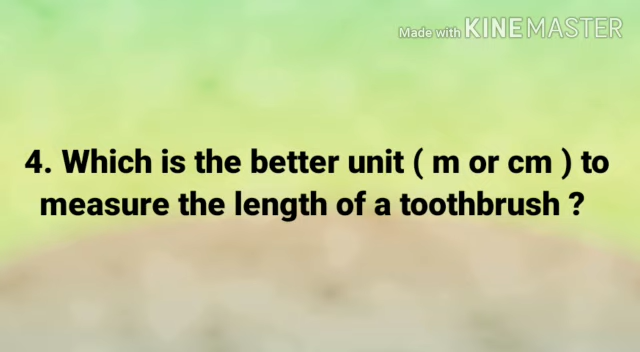 Made with KINEMASTER
4. Which is the better unit ( m or cm ) to
measure the length of a toothbrush ?